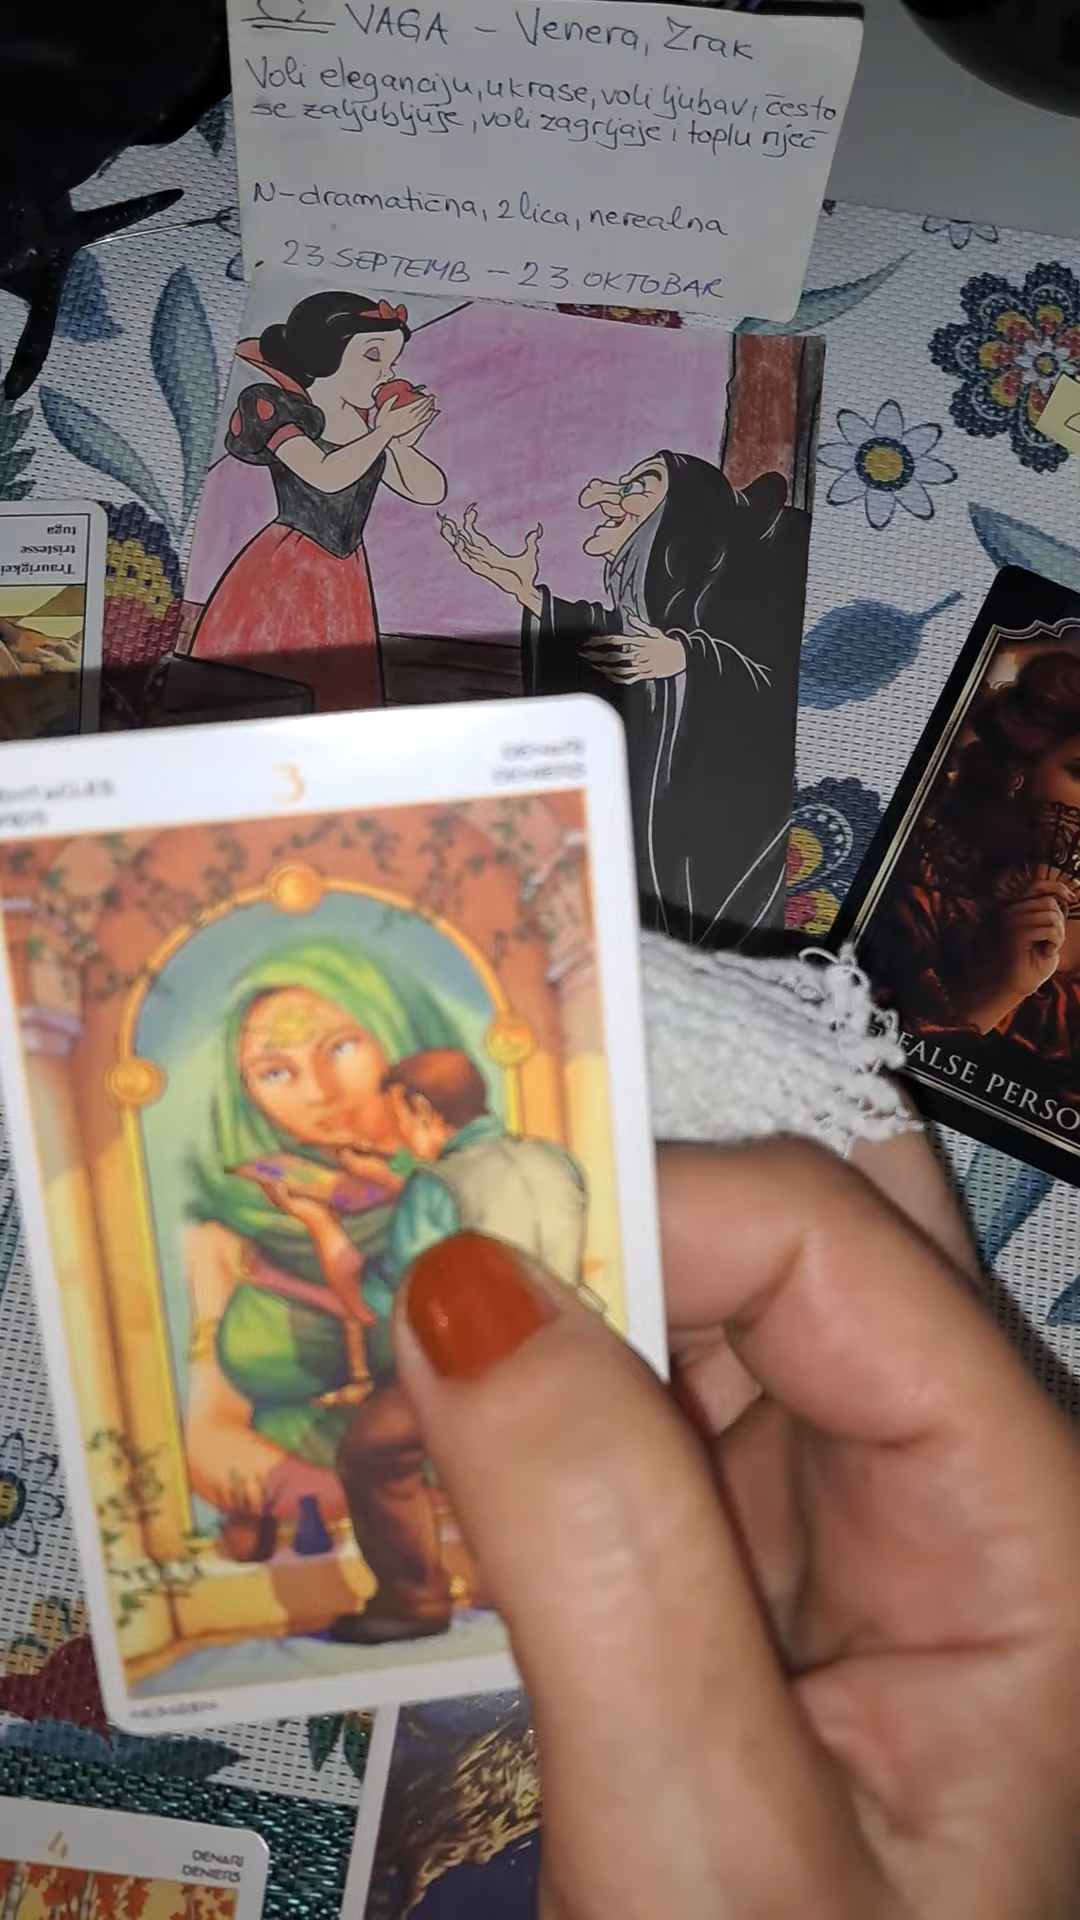 VAGA - Venera, Zrak
Voli eleganciju, ukrase, voli ljubav, često
se zaljubljuje, voli zagrljaje i toplu riječ
N-dramatična, 2 lica, nerealna
23 SEPTEMB - 23. OKTOBAR
tuga
tristesse
3
DENARI
DENIERS
FALSE PERSO
4
DENARI
DENIERS